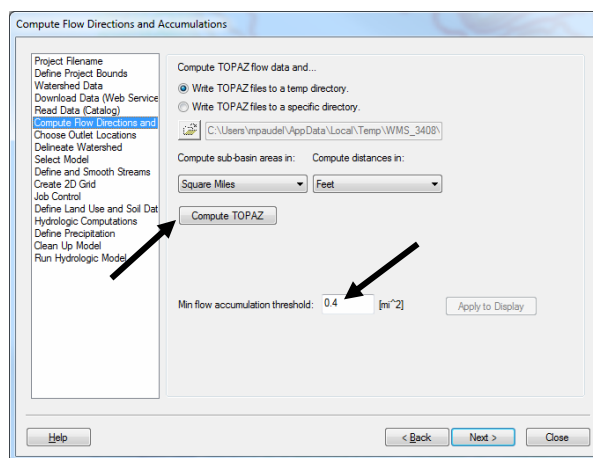 Compute Flow Directions and Accumulations
Project Filename
Define Project Bounds
Watershed Data
Download Data (Web Service
Read Data (Catalog)
Compute Flow Directions and
Choose Outlet Locations
Delineate Watershed
Select Model
Define and Smooth Streams
Create 2D Grid
Job Control
Define Land Use and Soil Dat
Hydrologic Computations
Define Precipitation
Clean Up Model
Run Hydrologic Model
Compute TOPAZ flow data and...
Write TOPAZ files to a temp directory.
Write TOPAZ files to a specific directory.
C:\Users\mpaudel\AppData\Local\Temp\WMS_3408\
Compute sub-basin areas in: Compute distances in:
Square Miles Feet
Compute TOPAZ
Min flow accumulation threshold: 0.4 [mi^2] Apply to Display
Help < Back Next > Close